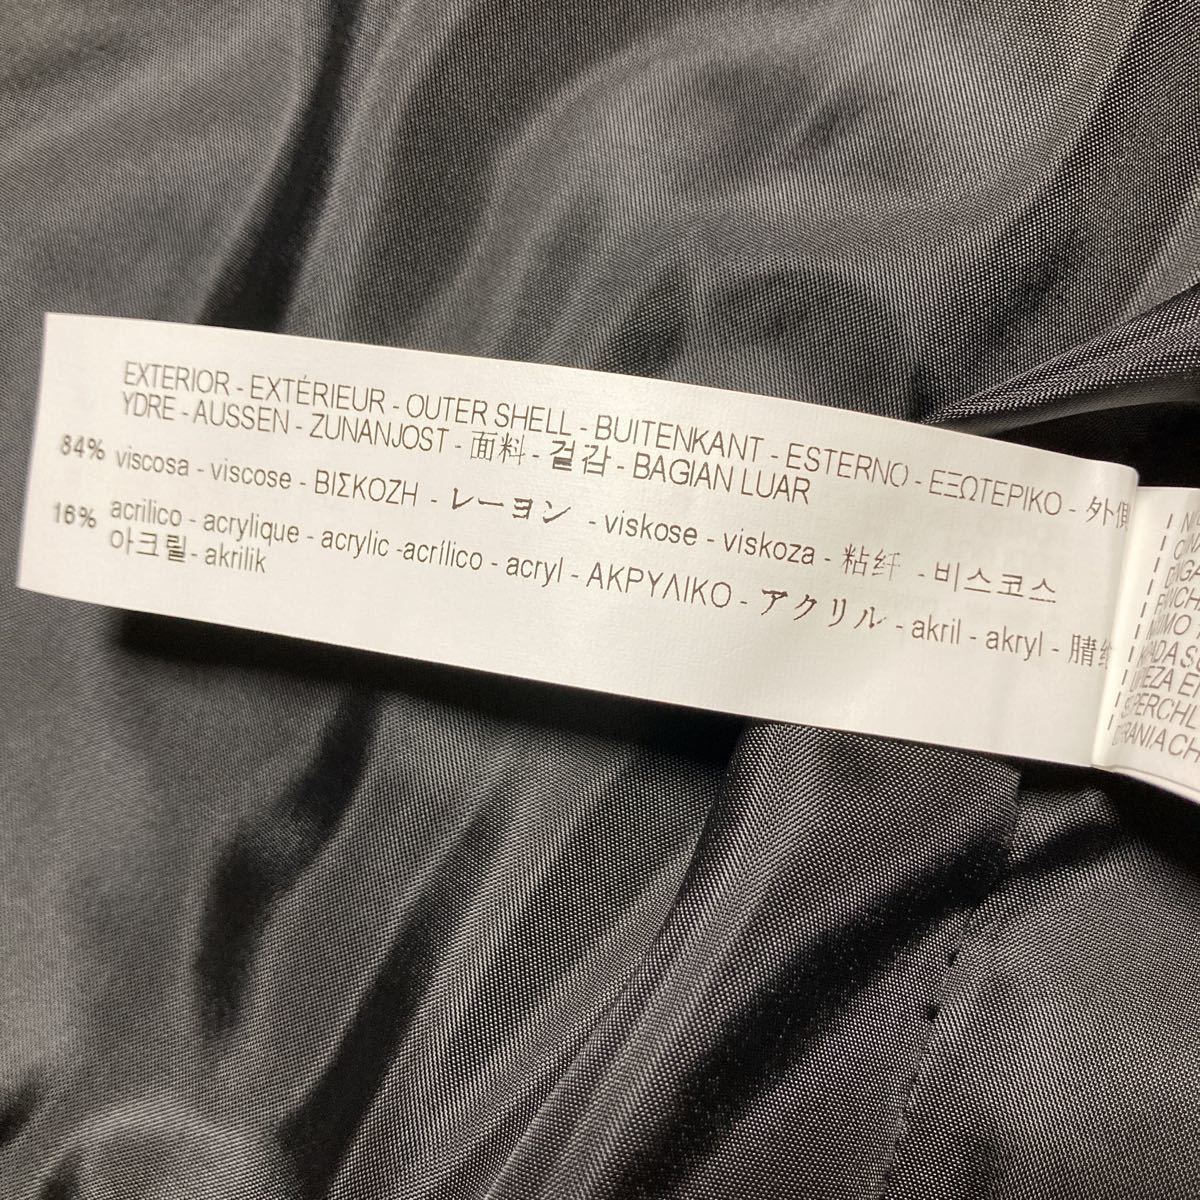 EXTERIOR - EXTÉRIEUR - OUTER SHELL - BUITENKANT - ESTERNO - ΕΞΩΤΕΡΙΚΟ - 外側
YDRE - AUSSEN - ZUNANJOST - 面料 - 겉감 - BAGIAN LUAR
84% viscosa - viscose - ΒΙΣΚΟΖΗ - レーヨン - viskose - viskoza - 粘纤 - 비스코스
16% acrilico - acrylique - acrylic -acrílico - acryl - ΑΚΡΥΛΙΚΟ - アクリル - akril - akryl - 腈纶
아크릴 - akrilik